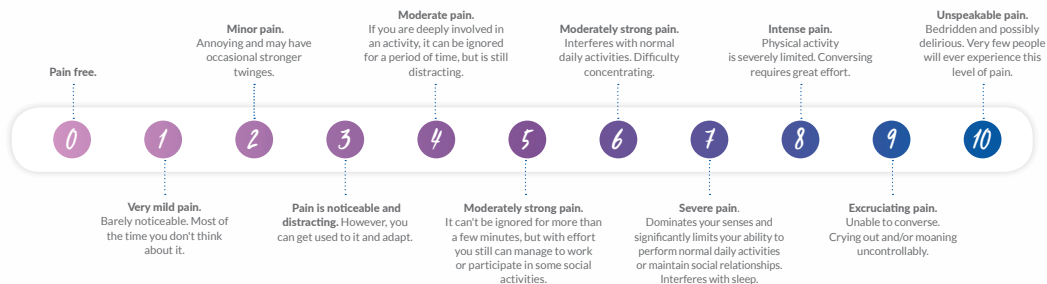 Pain free.
Minor pain.
Annoying and may have
occasional stronger
twinges.
Moderate pain.
If you are deeply involved in
an activity, it can be ignored
for a period of time, but is still
distracting.
Moderately strong pain.
Interferes with normal
daily activities. Difficulty
concentrating.
Intense pain.
Physical activity
is severely limited. Conversing
requires great effort.
Unspeakable pain.
Bedridden and possibly
delirious. Very few people
will ever experience this
level of pain.
0 1 2 3 4 5 6 7 8 9 10
Very mild pain.
Barely noticeable. Most of
the time you don't think
about it.
Pain is noticeable and
distracting. However, you
can get used to it and adapt.
Moderately strong pain.
It can't be ignored for more than
a few minutes, but with effort
you still can manage to work
or participate in some social
activities.
Severe pain.
Dominates your senses and
significantly limits your ability to
perform normal daily activities
or maintain social relationships.
Interferes with sleep.
Excruciating pain.
Unable to converse.
Crying out and/or moaning
uncontrollably.